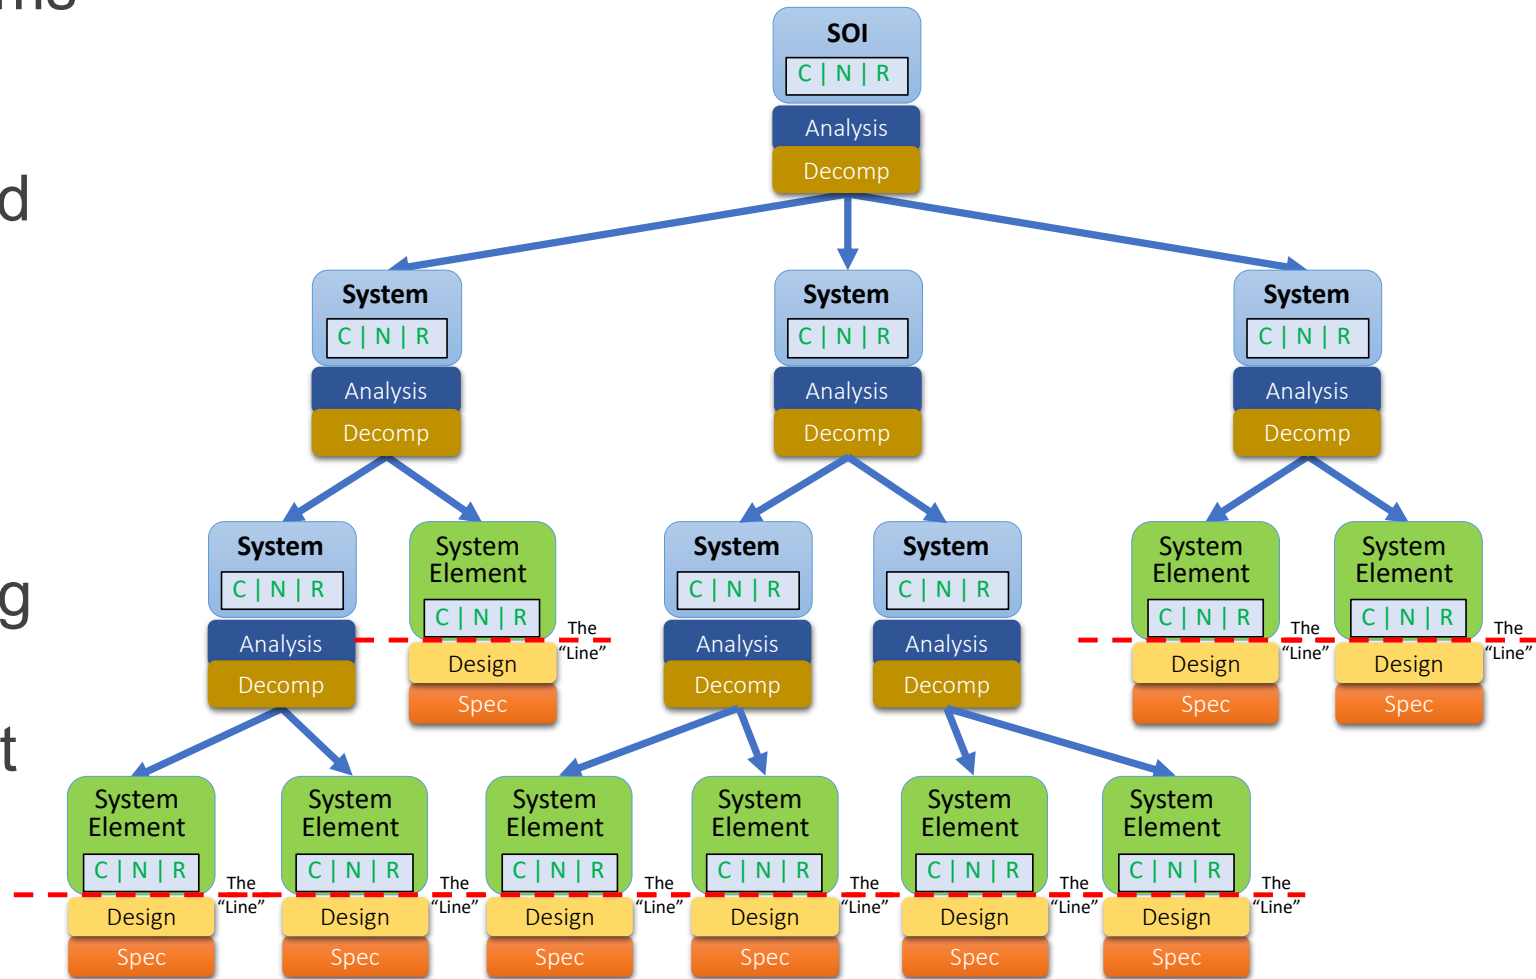 SOI
C | N | R
Analysis
Decomp
System
C | N | R
Analysis
Decomp
System
C | N | R
Analysis
Decomp
System
C | N | R
Analysis
Decomp
System
C | N | R
Analysis
Decomp
System
Element
C | N | R
The
“Line”
Design
Spec
System
C | N | R
Analysis
Decomp
System
C | N | R
Analysis
Decomp
System
Element
C | N | R
The
“Line”
Design
Spec
System
Element
C | N | R
The
“Line”
Design
Spec
System
Element
C | N | R
The
“Line”
Design
Spec
System
Element
C | N | R
The
“Line”
Design
Spec
System
Element
C | N | R
The
“Line”
Design
Spec
System
Element
C | N | R
The
“Line”
Design
Spec
System
Element
C | N | R
The
“Line”
Design
Spec
System
Element
C | N | R
The
“Line”
Design
Spec
d
g
t